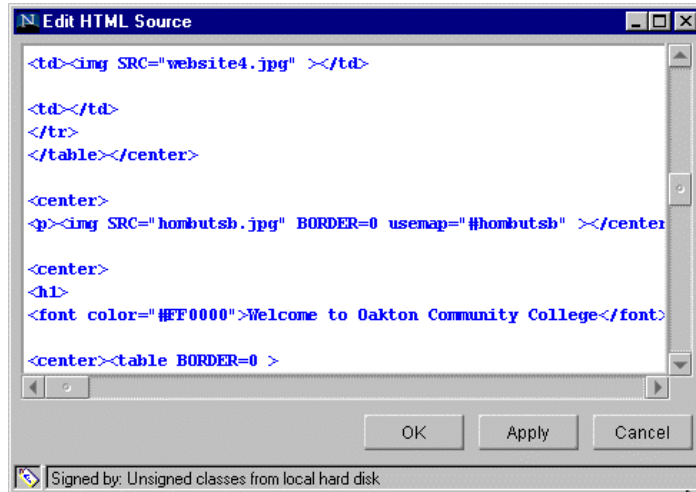 N Edit HTML Source
<td><img SRC="website4.jpg" ></td>
<td></td>
</tr>
</table></center>
<center>
<p><img SRC="hombutsb.jpg" BORDER=0 usemap="#hombutsb" ></center
<center>
<h1>
<font color="#FF0000">Welcome to Oakton Community College</font>
<center><table BORDER=0 >
OK Apply Cancel
Signed by: Unsigned classes from local hard disk